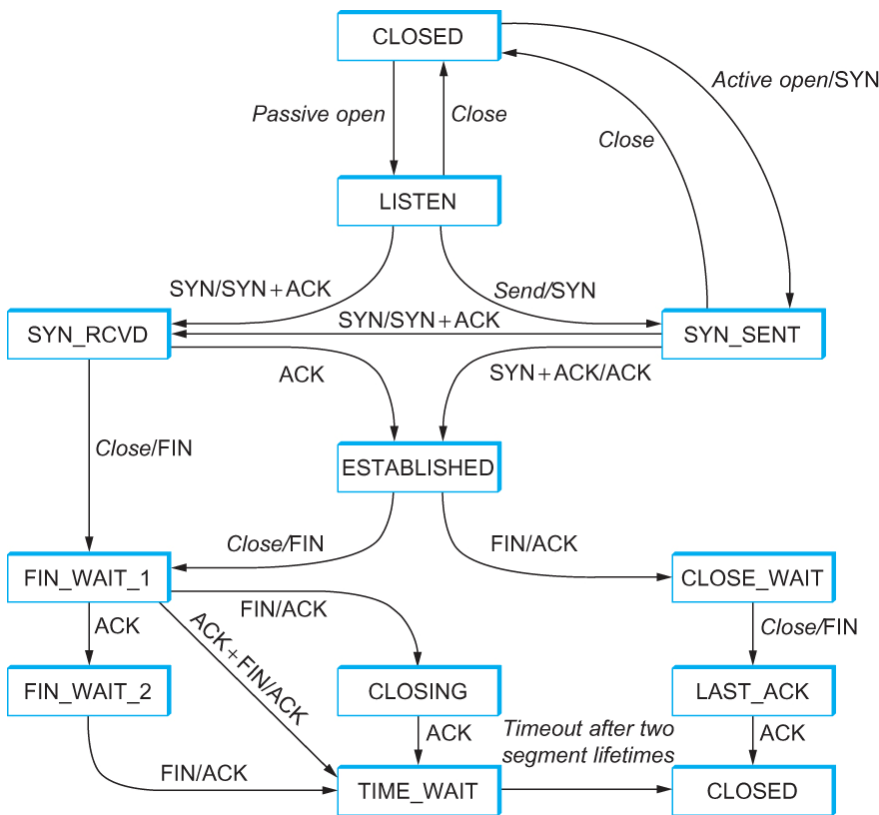 CLOSED
Active open/SYN
Passive open
Close
Close
LISTEN
SYN/SYN + ACK
Send/SYN
SYN/SYN + ACK
SYN_RCVD
SYN_SENT
ACK
SYN + ACK/ACK
Close/FIN
ESTABLISHED
Close/FIN
FIN/ACK
FIN_WAIT_1
CLOSE_WAIT
FIN/ACK
ACK
ACK + FIN/ACK
Close/FIN
FIN_WAIT_2
CLOSING
LAST_ACK
ACK
Timeout after two
segment lifetimes
ACK
FIN/ACK
TIME_WAIT
CLOSED